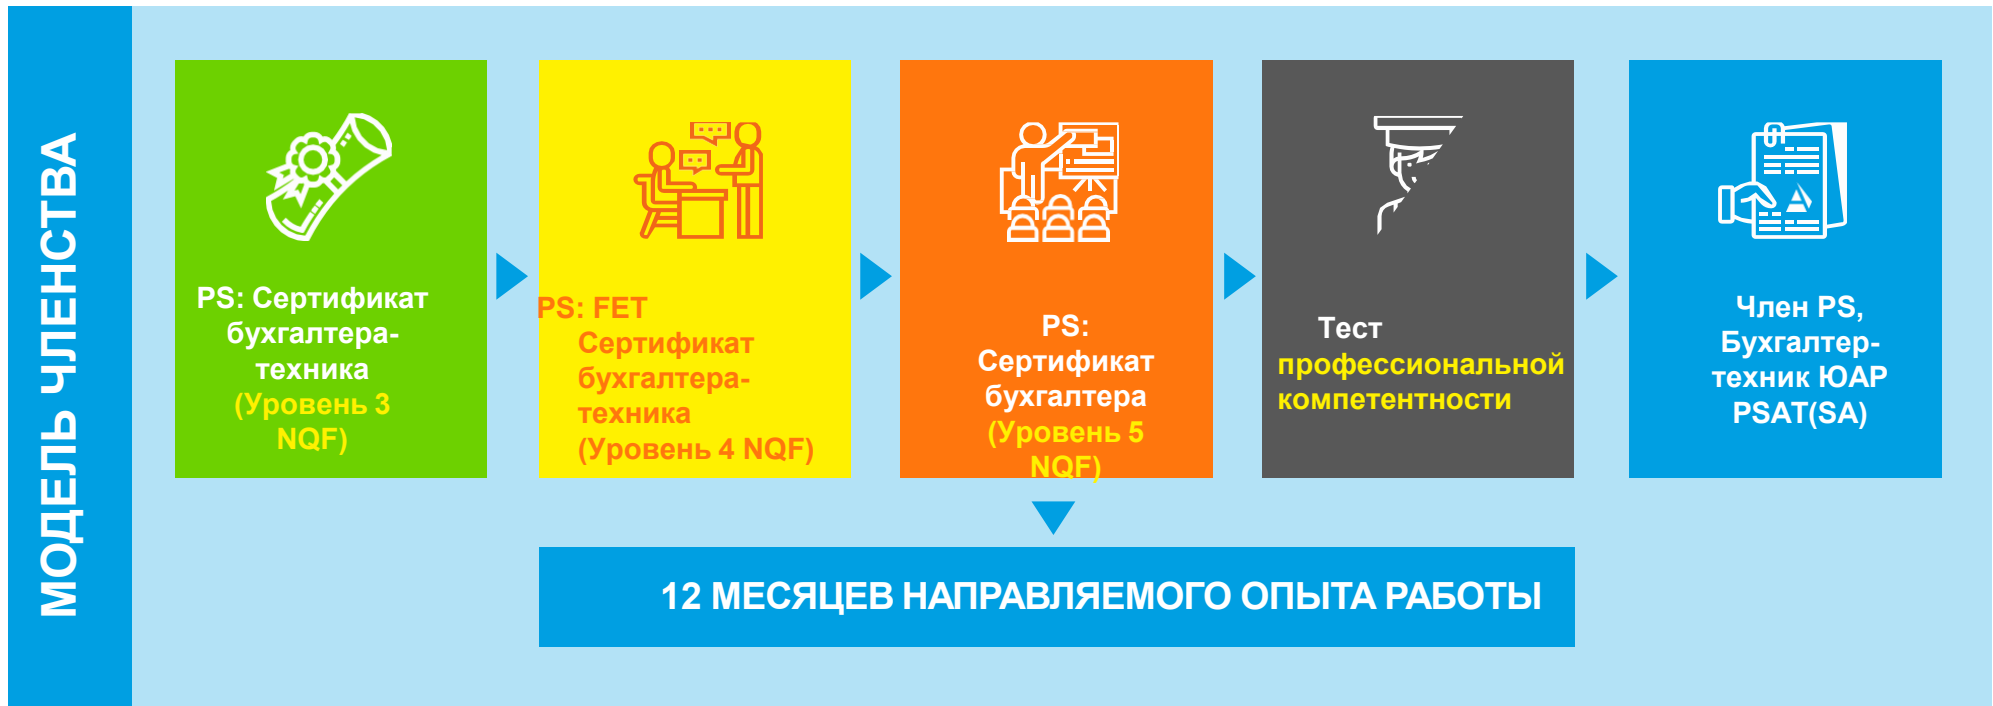 МОДЕЛЬ ЧЛЕНСТВА
PS: Сертификат
бухгалтера-
техника
(Уровень 3
NQF)
PS: FET
Сертификат
бухгалтера-
техника
(Уровень 4 NQF)
PS:
Сертификат
бухгалтера
(Уровень 5
NQF)
Тест
профессиональной
компетентности
Член PS,
Бухгалтер-
техник ЮАР
PSAT(SA)
12 МЕСЯЦЕВ НАПРАВЛЯЕМОГО ОПЫТА РАБОТЫ